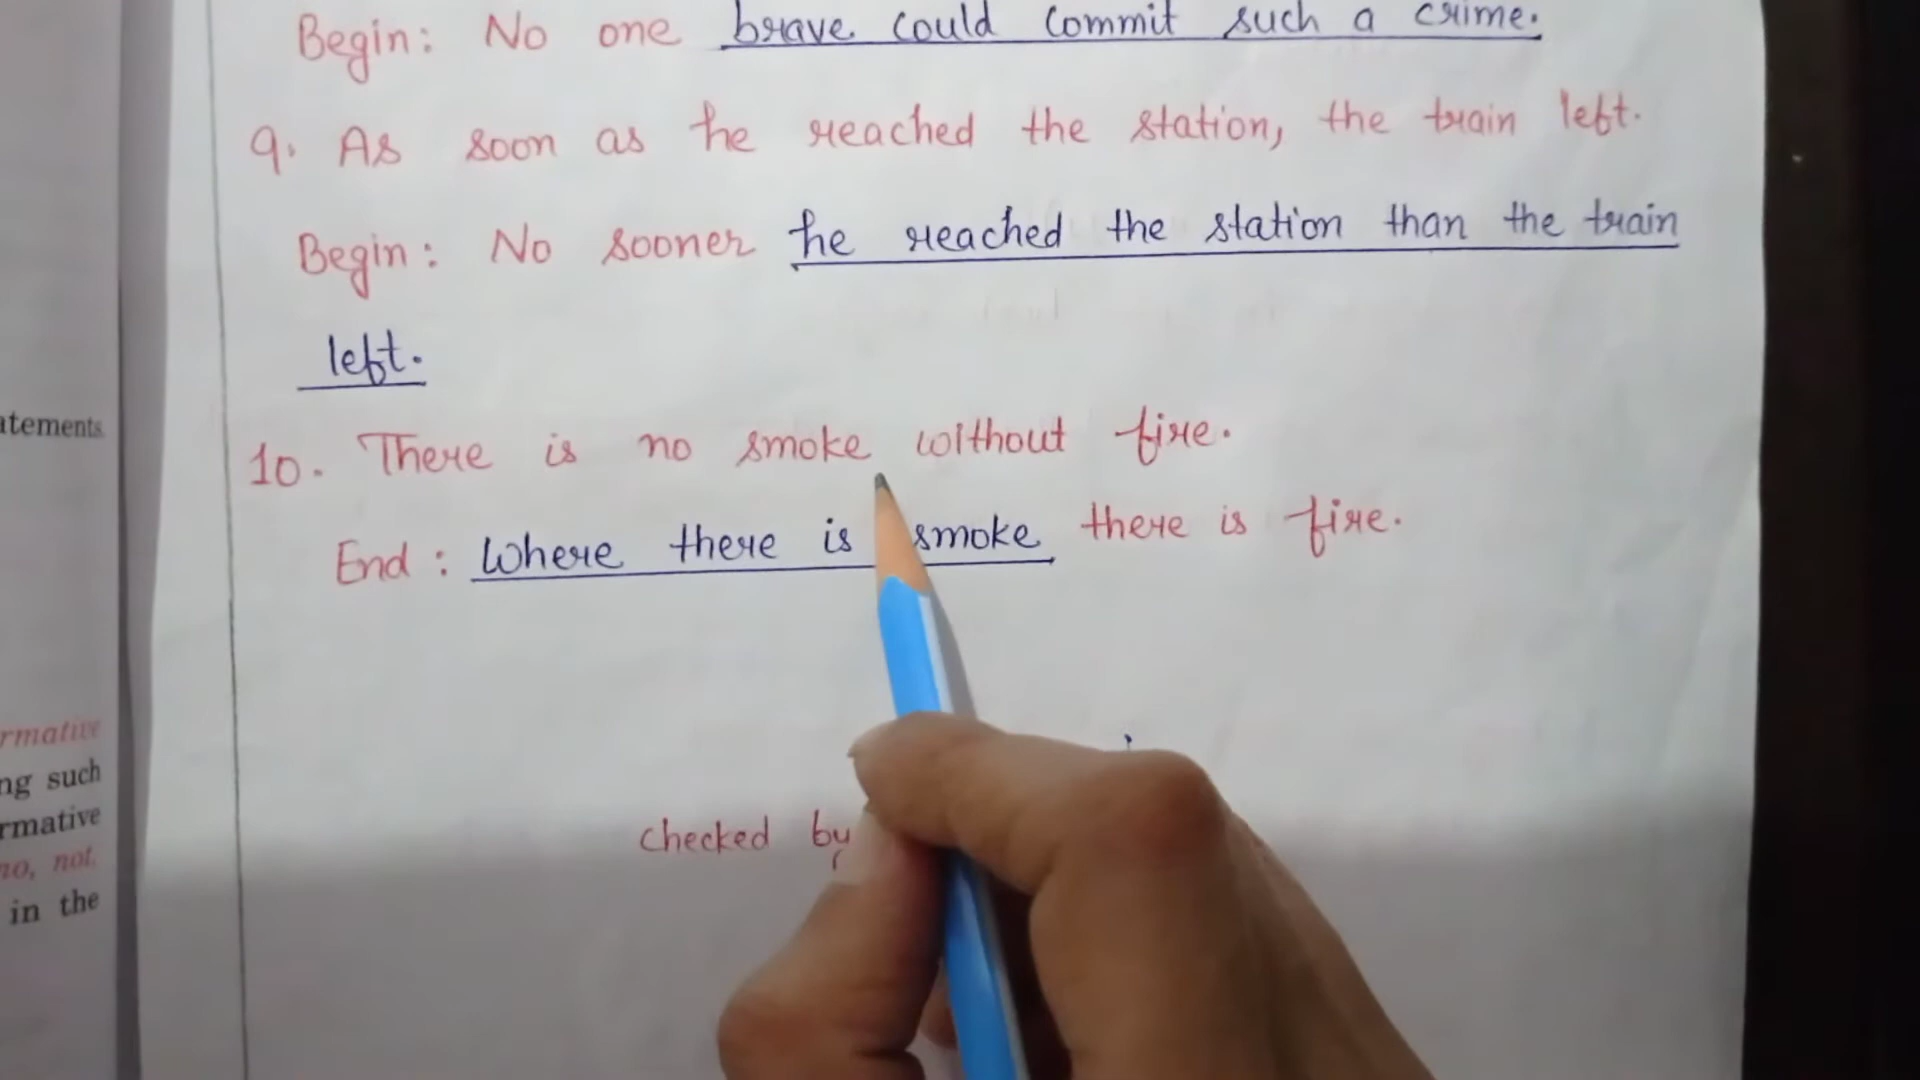 Begin: No one brave could commit such a crime.
9. As soon as he reached the station, the train left.
Begin: No sooner he reached the station than the train
left.
atements
10. There is no smoke without fire.
End: Where there is smoke there is fire.
rmative
ng such
rmative
no, not.
in the
checked by